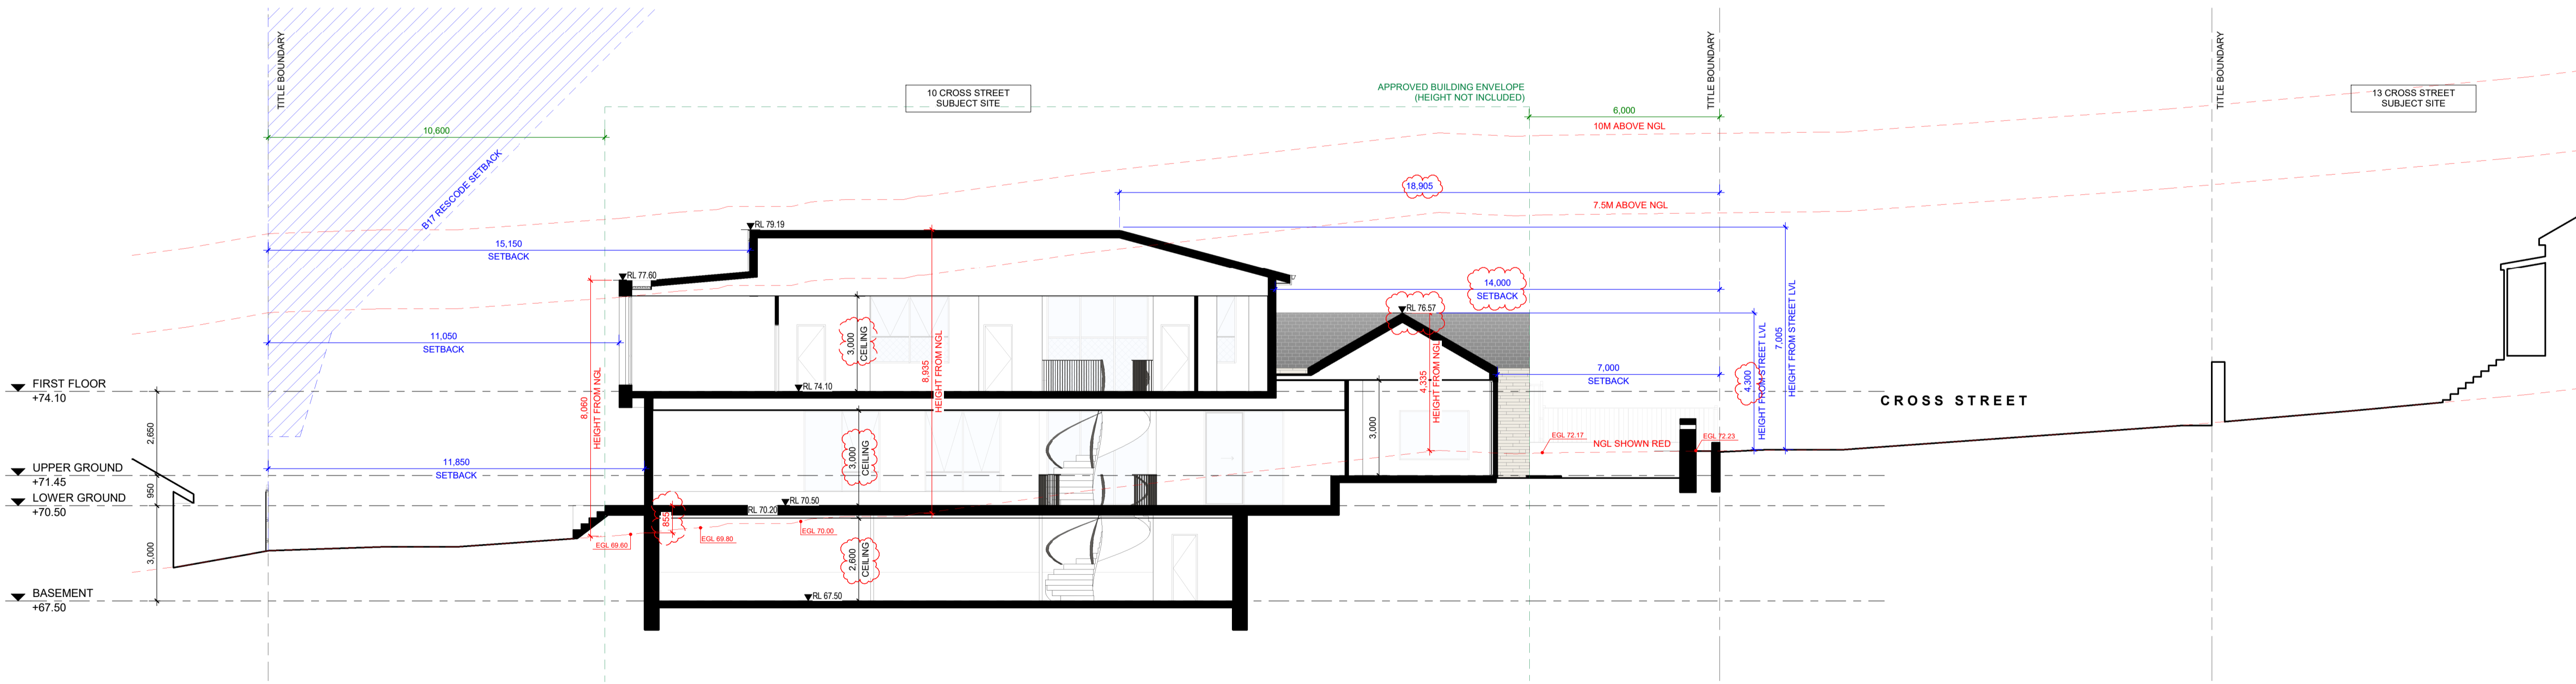 TITLE BOUNDARY
10 CROSS STREET
SUBJECT SITE
APPROVED BUILDING ENVELOPE
(HEIGHT NOT INCLUDED)
TITLE BOUNDARY
TITLE BOUNDARY
13 CROSS STREET
SUBJECT SITE
10,600
6,000
10M ABOVE NGL
B17 RESCODE SETBACK
18,905
7.5M ABOVE NGL
RL 79.19
15,150
SETBACK
RL 77.60
14,000
SETBACK
RL 76.57
11,050
SETBACK
3,000
CEILING
8,935
HEIGHT FROM NGL
4,335
HEIGHT FROM NGL
4,300
HEIGHT FROM STREET LVL
7,005
HEIGHT FROM STREET LVL
8,060
HEIGHT FROM NGL
7,000
SETBACK
FIRST FLOOR
+74.10
RL 74.10
CROSS STREET
2,650
3,000
CEILING
3,000
EGL 72.17
NGL SHOWN RED
EGL 72.23
UPPER GROUND
+71.45
11,850
SETBACK
950
LOWER GROUND
+70.50
RL 70.50
RL 70.20
855
EGL 69.60
EGL 69.80
EGL 70.00
3,000
2,600
CEILING
BASEMENT
+67.50
RL 67.50